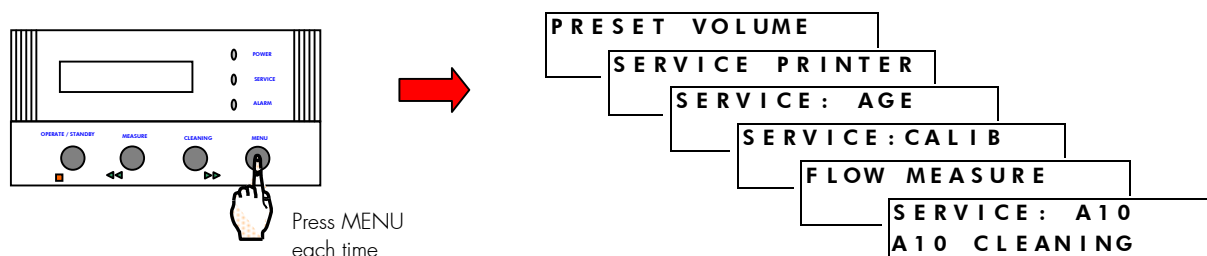 POWER
SERVICE
ALARM
OPERATE / STANDBY
MEASURE
CLEANING
MENU
Press MENU
each time
PRESET VOLUME
SERVICE PRINTER
SERVICE: AGE
SERVICE:CALIB
FLOW MEASURE
SERVICE: A10
A10 CLEANING